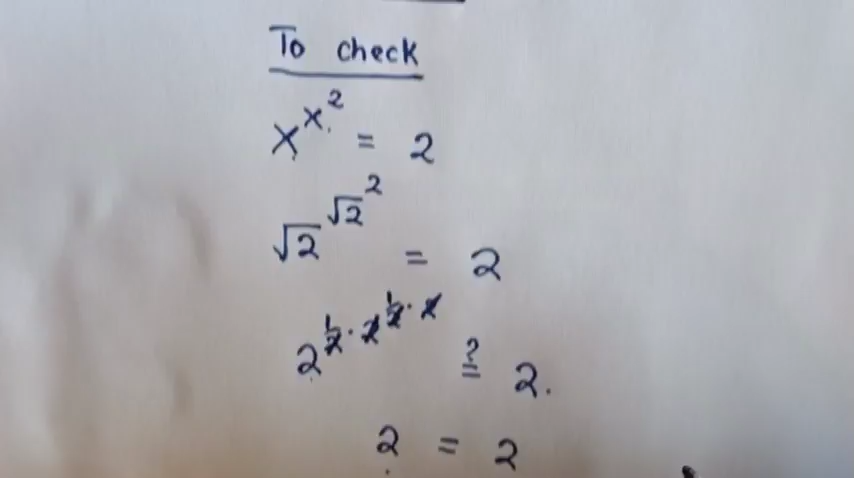 To check
x^{x^2} = 2
√2^{√2^2} = 2
2^{1/2 · 2^{1/2 · 2}} ≟ 2.
2 = 2